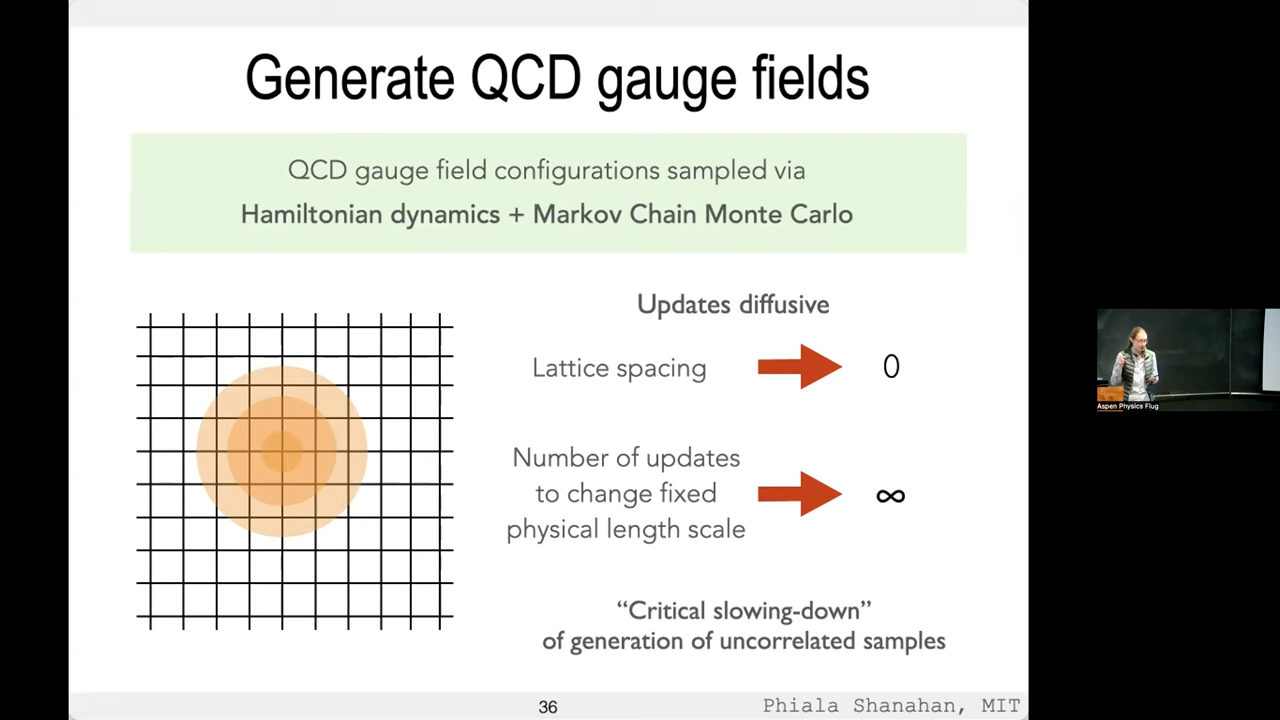 Generate QCD gauge fields
QCD gauge field configurations sampled via
Hamiltonian dynamics + Markov Chain Monte Carlo
Updates diffusive
Lattice spacing
0
Number of updates
to change fixed
physical length scale
∞
“Critical slowing-down”
of generation of uncorrelated samples
36
Phiala Shanahan, MIT
Aspen Physics Flug